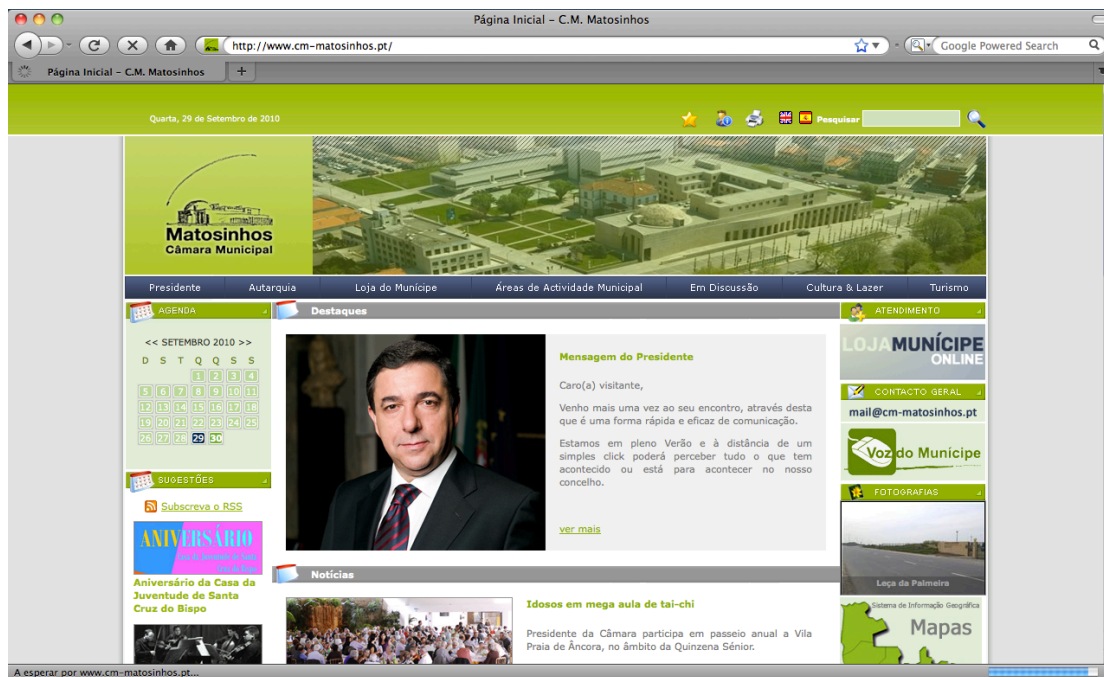 Página Inicial – C.M. Matosinhos
http://www.cm-matosinhos.pt/
Google Powered Search
Página Inicial – C.M. Matosinhos
Quarta, 29 de Setembro de 2010
Pesquisar
Matosinhos
Câmara Municipal
Presidente
Autarquia
Loja do Munícipe
Áreas de Actividade Municipal
Em Discussão
Cultura & Lazer
Turismo
AGENDA
<< SETEMBRO 2010 >>
D S T Q Q S S
1 2 3 4
5 6 7 8 9 10 11
12 13 14 15 16 17 18
19 20 21 22 23 24 25
26 27 28 29 30
SUGESTÕES
Subscreva o RSS
ANIVERSÁRIO
Aniversário da Casa da
Juventude de Santa
Cruz do Bispo
Destaques
Mensagem do Presidente
Caro(a) visitante,
Venho mais uma vez ao seu encontro, através desta
que é uma forma rápida e eficaz de comunicação.
Estamos em pleno Verão e à distância de um
simples click poderá perceber tudo o que tem
acontecido ou está para acontecer no nosso
concelho.
ver mais
Notícias
Idosos em mega aula de tai-chi
Presidente da Câmara participa em passeio anual a Vila
Praia de Âncora, no âmbito da Quinzena Sénior.
ATENDIMENTO
LOJAMUNÍCIPE
ONLINE
CONTACTO GERAL
mail@cm-matosinhos.pt
Voz do Munícipe
FOTOGRAFIAS
Leça da Palmeira
Sistema de Informação Geográfica
Mapas
A esperar por www.cm-matosinhos.pt...